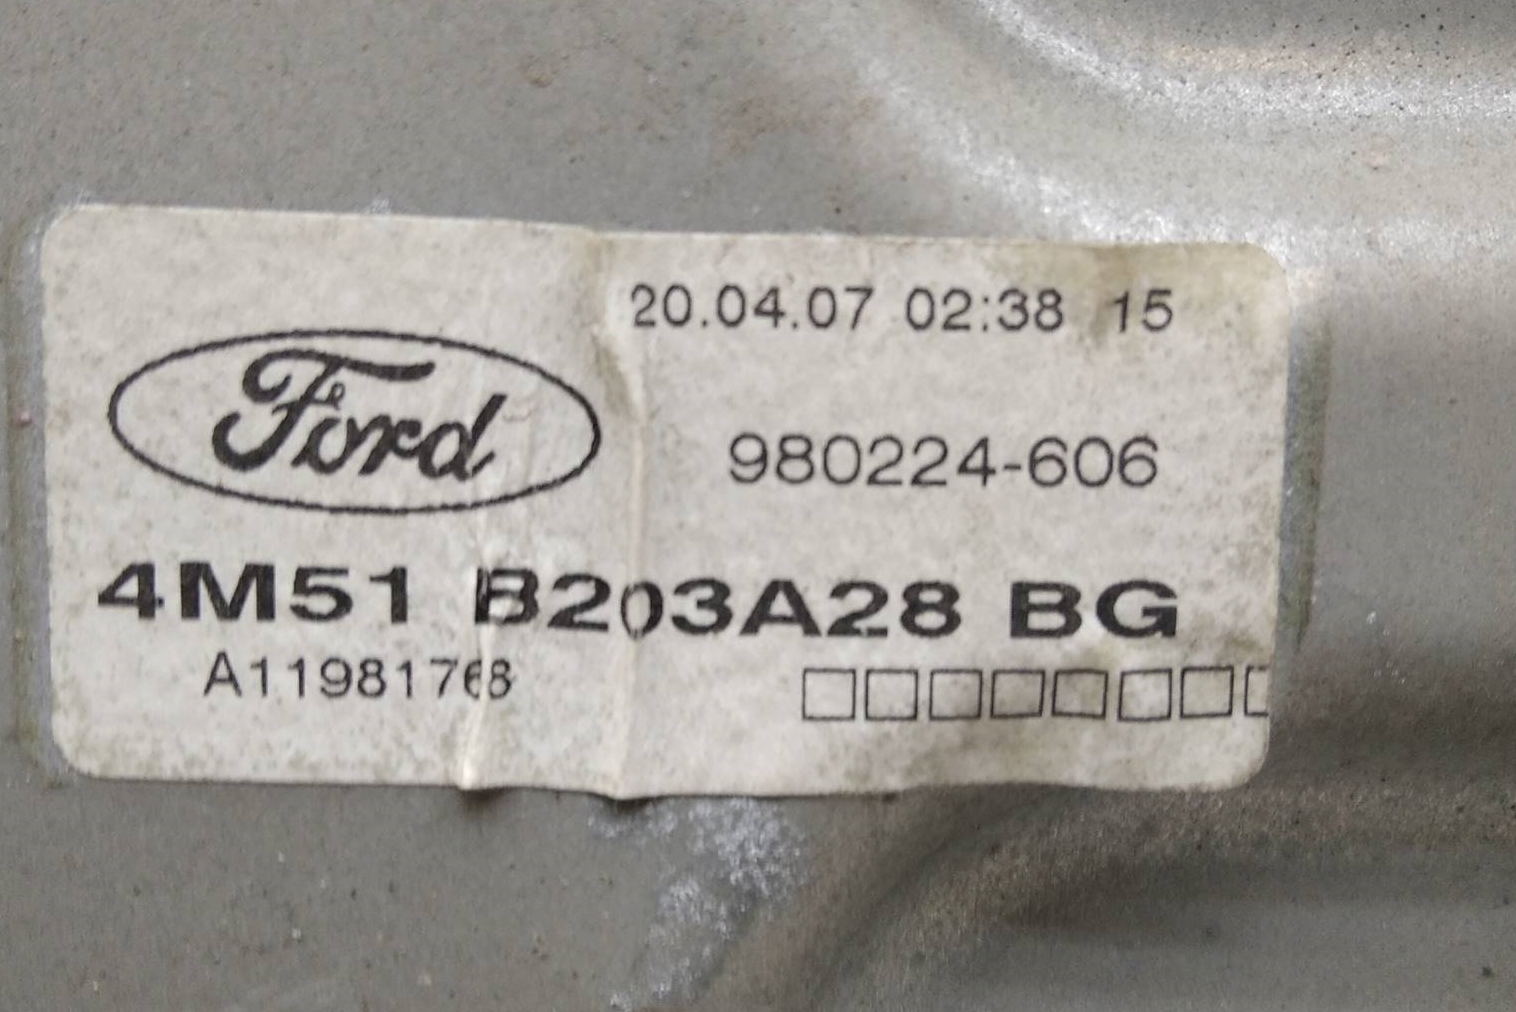 20.04.07 02:38 15
Ford
980224-606
4M51 B203A28 BG
A11981768